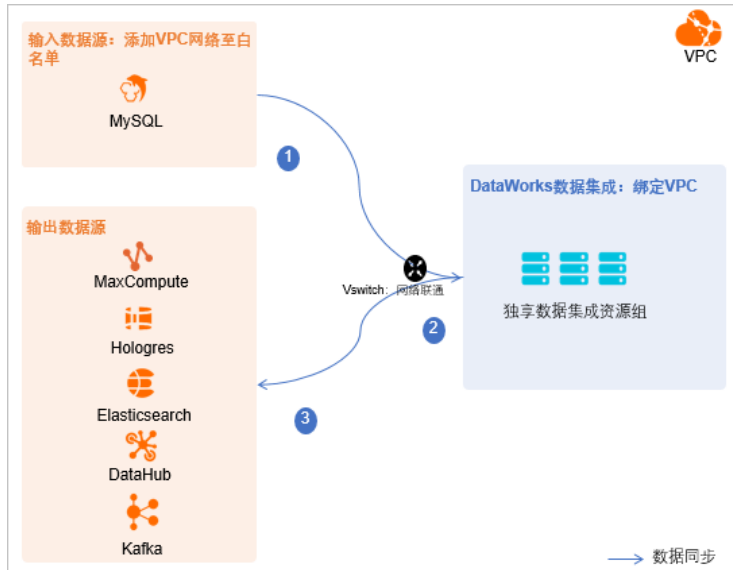 输入数据源：添加VPC网络至白
名单
MySQL
VPC
1
DataWorks数据集成：绑定VPC
输出数据源
MaxCompute
Vswitch：网络联通
独享数据集成资源组
Hologres
2
Elasticsearch
3
DataHub
Kafka
数据同步